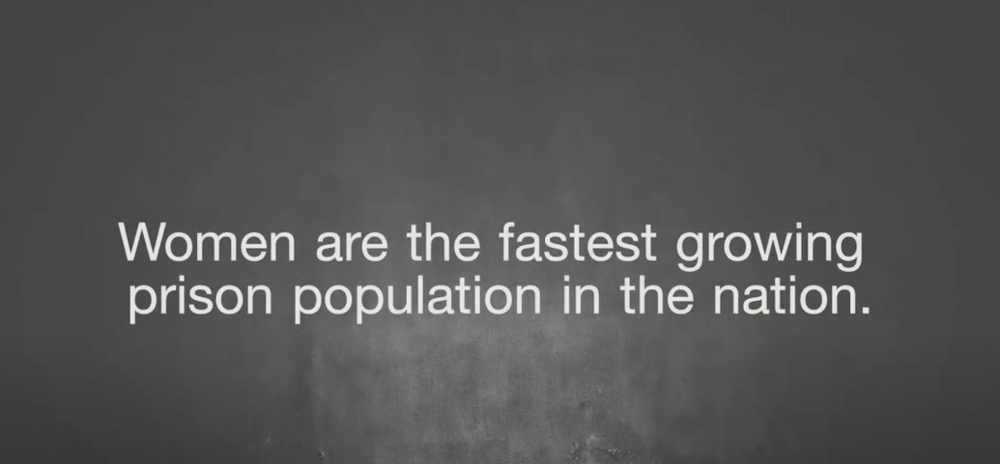 Women are the fastest growing
prison population in the nation.